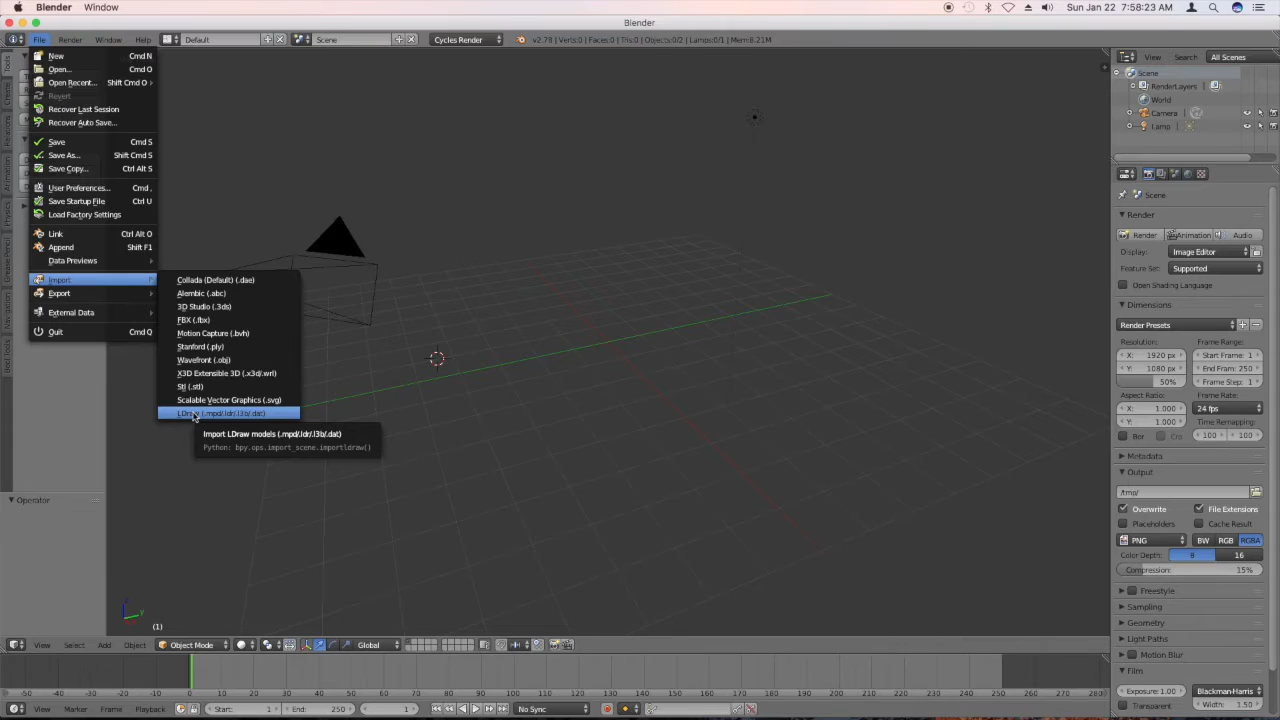 Blender Window Sun Jan 22 7:58:23 AM
Blender
File Render Window Help Default Scene Cycles Render v2.78 | Verts:0 | Faces:0 | Tris:0 | Objects:0/2 | Lamps:0/1 | Mem:8.21M
View Search All Scenes
New Cmd N
Open... Cmd O
Open Recent... Shift Cmd O
Revert
Recover Last Session
Recover Auto Save...
Save Cmd S
Save As... Shift Cmd S
Save Copy... Ctrl Alt S
User Preferences... Cmd ,
Save Startup File Ctrl U
Load Factory Settings
Link Ctrl Alt O
Append Shift F1
Data Previews
Import
Export
External Data
Quit Cmd Q
Collada (Default) (.dae)
Alembic (.abc)
3D Studio (.3ds)
FBX (.fbx)
Motion Capture (.bvh)
Stanford (.ply)
Wavefront (.obj)
X3D Extensible 3D (.x3d/.wrl)
Stl (.stl)
Scalable Vector Graphics (.svg)
LDraw (.mpd/.ldr/.l3b/.dat)
Import LDraw models (.mpd/.ldr/.l3b/.dat)
Python: bpy.ops.import_scene.importldraw()
Tools
Create
Relations
Animation
Physics
Grease Pencil
Navigation
Bool Tools
Operator
(1)
Scene
RenderLayers
World
Camera
Lamp
Scene
Render
Render Animation Audio
Display: Image Editor
Feature Set: Supported
Open Shading Language
Dimensions
Render Presets
Resolution: Frame Range:
X: 1920 px Start Frame: 1
Y: 1080 px End Fram: 250
50% Frame Step: 1
Aspect Ratio: Frame Rate:
X: 1.000 24 fps
Y: 1.000 Time Remapping:
Bor Cro 100 100
Metadata
Output
/tmp/
Overwrite File Extensions
Placeholders Cache Result
PNG BW RGB RGBA
Color Depth: 8 16
Compression: 15%
Freestyle
Sampling
Geometry
Light Paths
Motion Blur
Film
Exposure: 1.00 Blackman-Harris
Transparent Width: 1.50
View Select Add Object Object Mode Global
-50 -40 -30 -20 -10 0 10 20 30 40 50 60 70 80 90 100 110 120 130 140 150 160 170 180 190 200 210 220 230 240 250 260 270 280
View Marker Frame Playback Start: 1 End: 250 1 No Sync